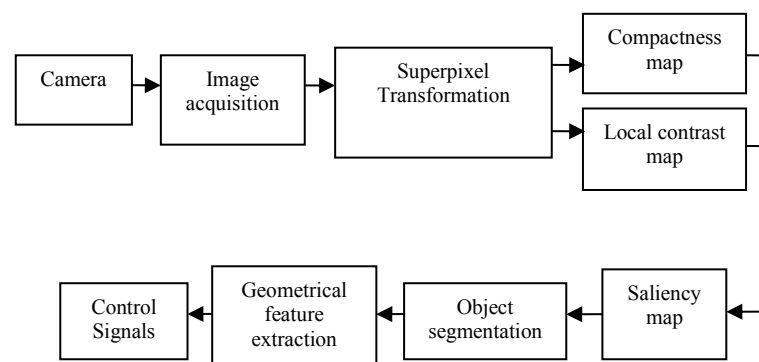 Camera
Image
acquisition
Superpixel
Transformation
Compactness
map
Local contrast
map
Control
Signals
Geometrical
feature
extraction
Object
segmentation
Saliency
map